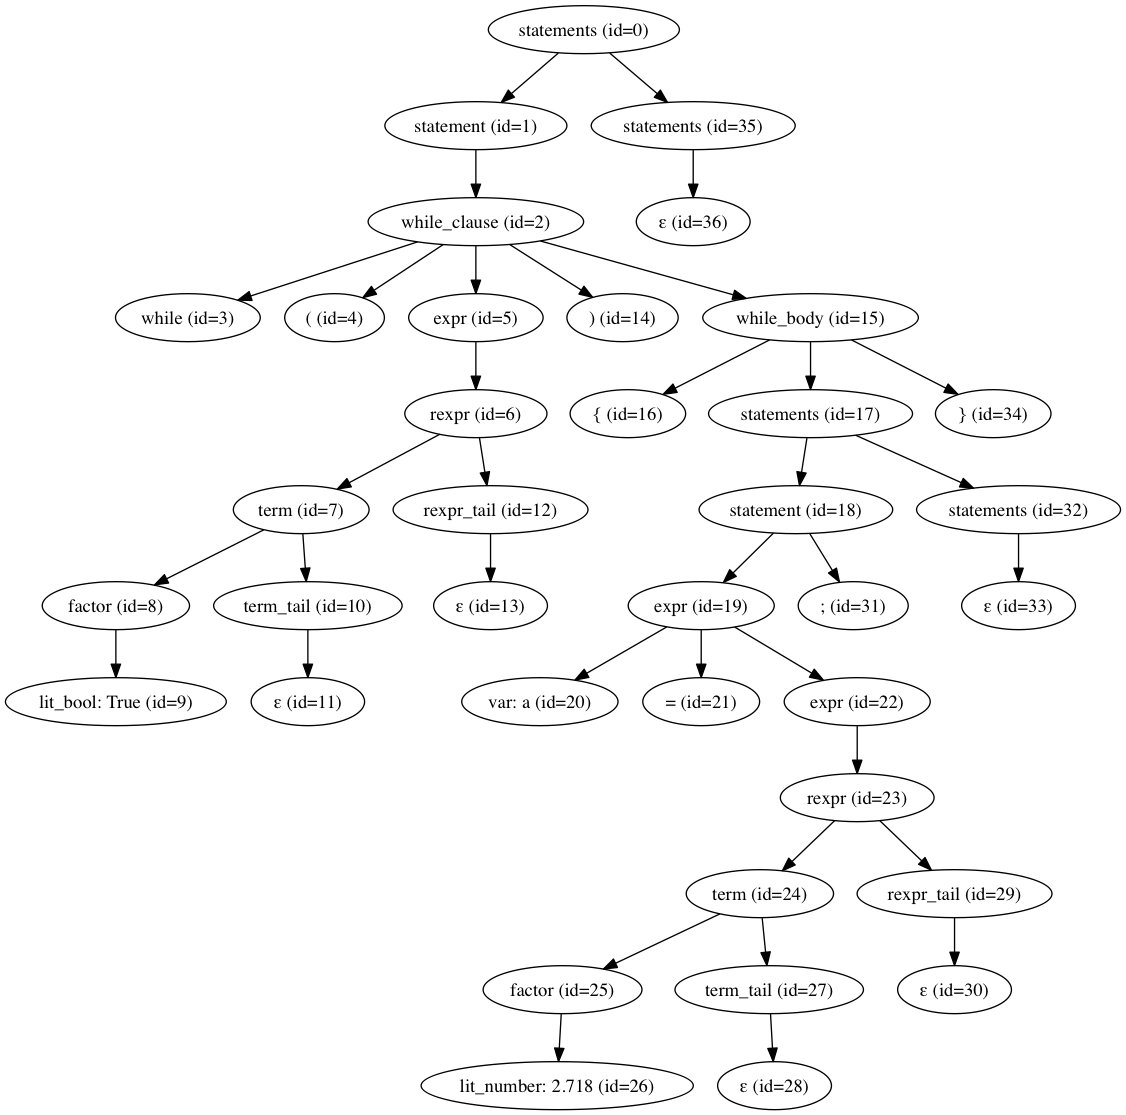 statements (id=0)
statement (id=1)
statements (id=35)
while_clause (id=2)
ε (id=36)
while (id=3)
( (id=4)
expr (id=5)
) (id=14)
while_body (id=15)
rexpr (id=6)
{ (id=16)
statements (id=17)
} (id=34)
term (id=7)
rexpr_tail (id=12)
statement (id=18)
statements (id=32)
factor (id=8)
term_tail (id=10)
ε (id=13)
expr (id=19)
; (id=31)
ε (id=33)
lit_bool: True (id=9)
ε (id=11)
var: a (id=20)
= (id=21)
expr (id=22)
rexpr (id=23)
term (id=24)
rexpr_tail (id=29)
factor (id=25)
term_tail (id=27)
ε (id=30)
lit_number: 2.718 (id=26)
ε (id=28)